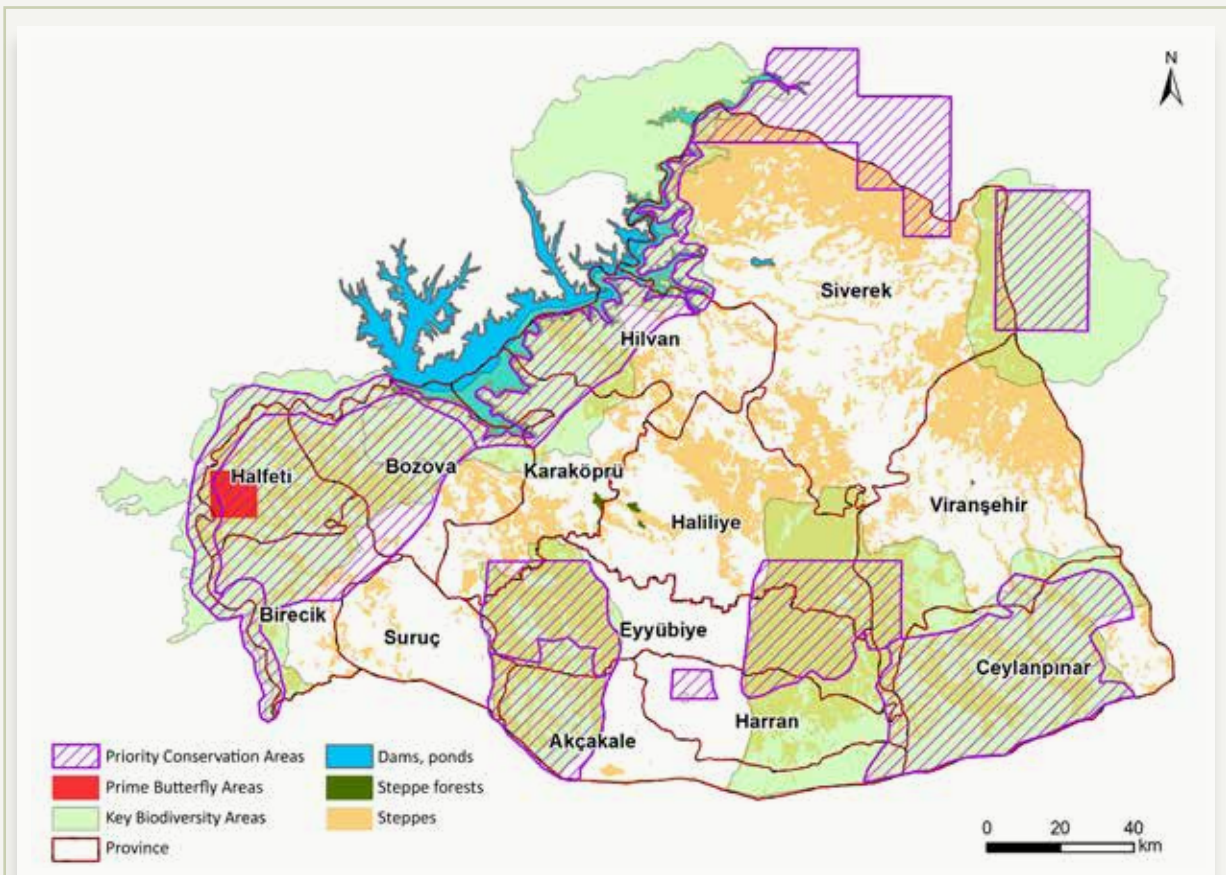 N
Siverek
Hilvan
Halfeti
Bozova
Karaköprü
Haliliye
Viranşehir
Birecik
Suruç
Eyyübiye
Ceylanpınar
Akçakale
Harran
Priority Conservation Areas
Prime Butterfly Areas
Key Biodiversity Areas
Province
Dams, ponds
Steppe forests
Steppes
0 20 40
km